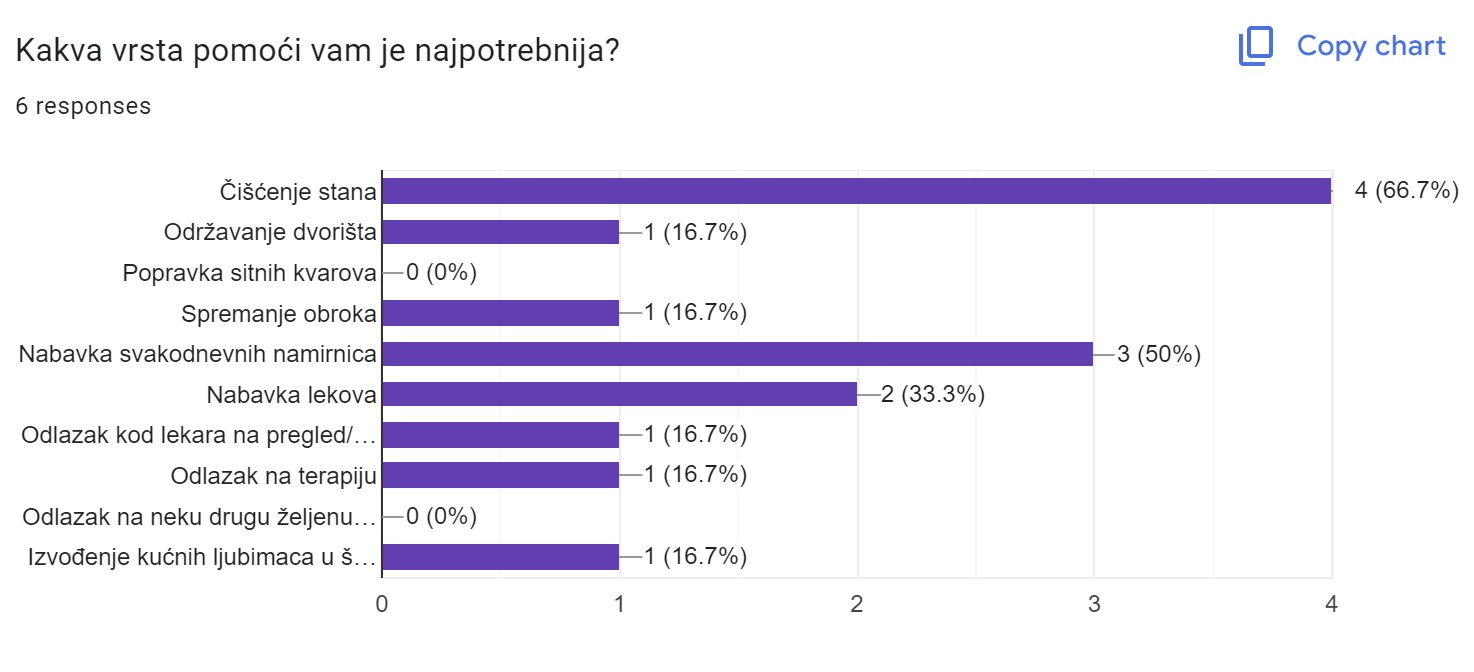 Kakva vrsta pomoći vam je najpotrebnija?
Copy chart
6 responses
Čišćenje stana 4 (66.7%)
Održavanje dvorišta 1 (16.7%)
Popravka sitnih kvarova 0 (0%)
Spremanje obroka 1 (16.7%)
Nabavka svakodnevnih namirnica 3 (50%)
Nabavka lekova 2 (33.3%)
Odlazak kod lekara na pregled/… 1 (16.7%)
Odlazak na terapiju 1 (16.7%)
Odlazak na neku drugu željenu… 0 (0%)
Izvođenje kućnih ljubimaca u š… 1 (16.7%)
0 1 2 3 4